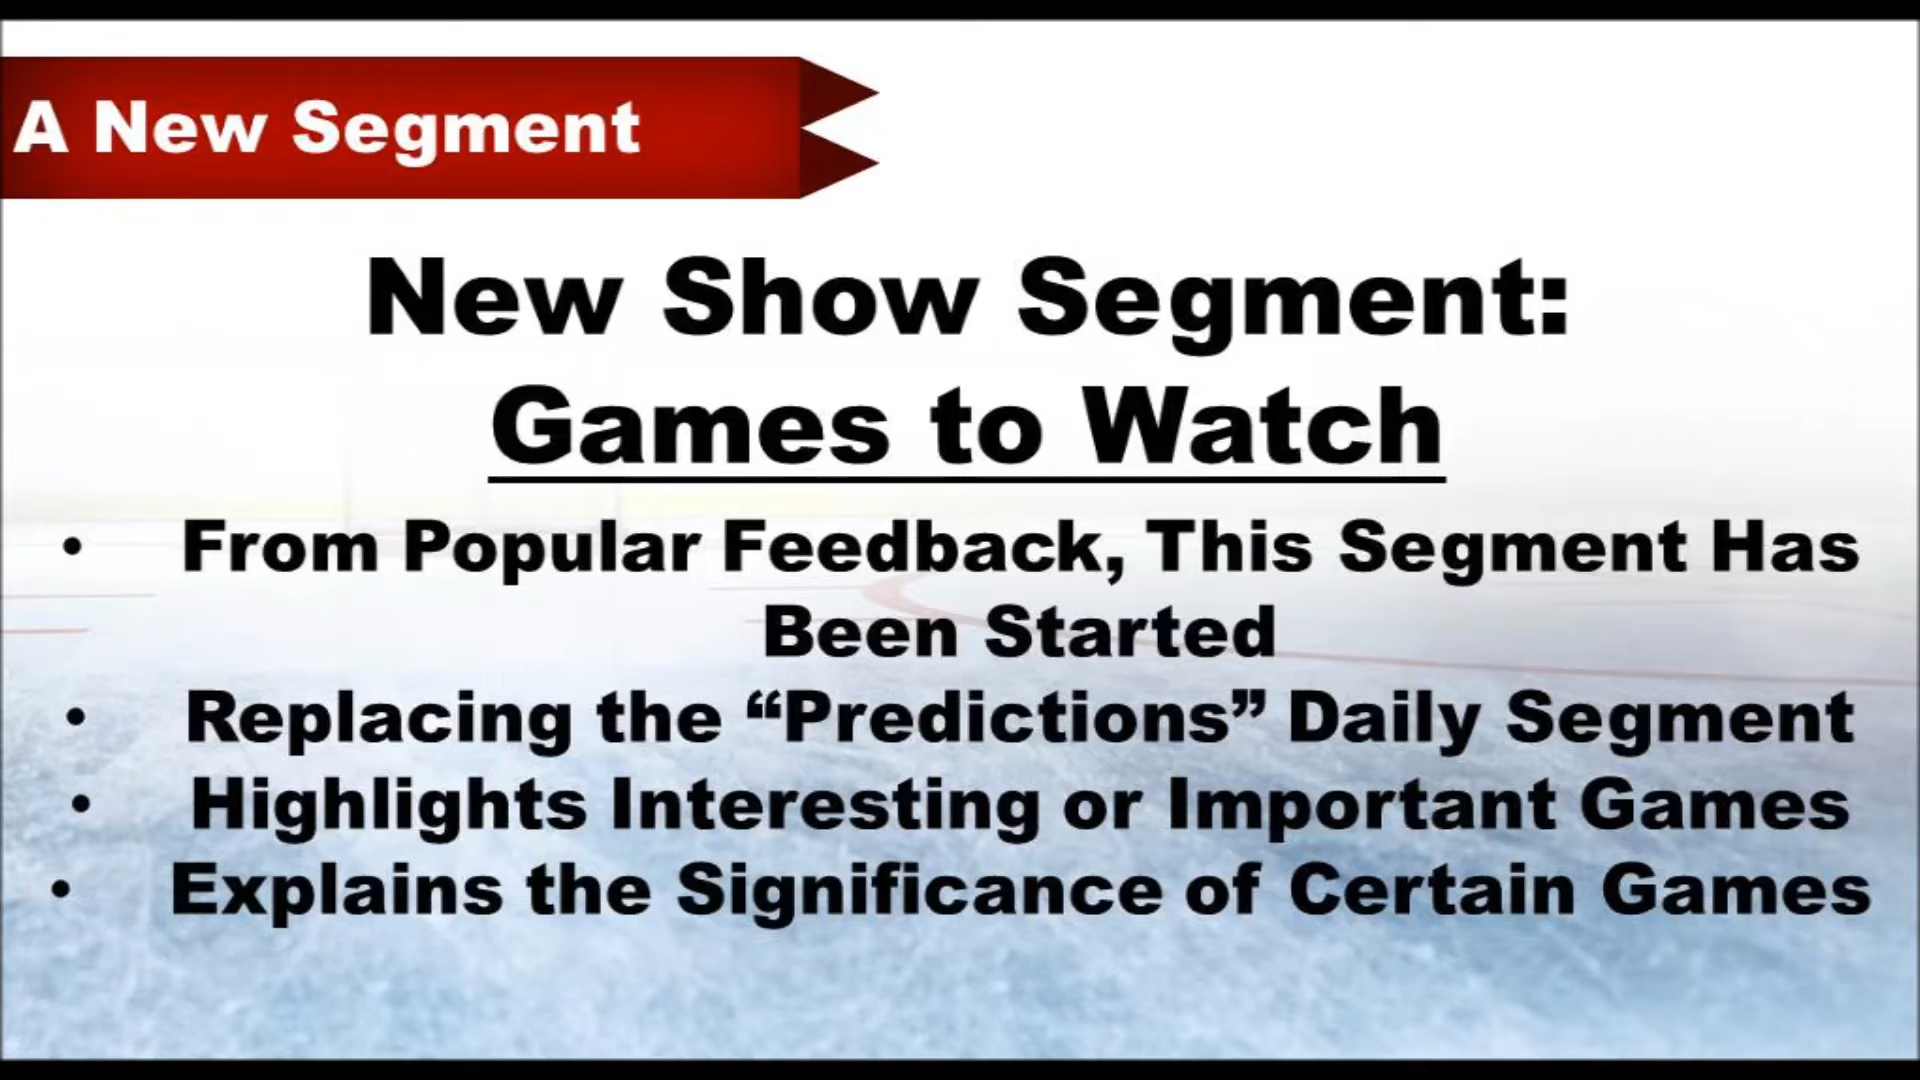 A New Segment
New Show Segment:
Games to Watch
• From Popular Feedback, This Segment Has
Been Started
• Replacing the “Predictions” Daily Segment
• Highlights Interesting or Important Games
• Explains the Significance of Certain Games